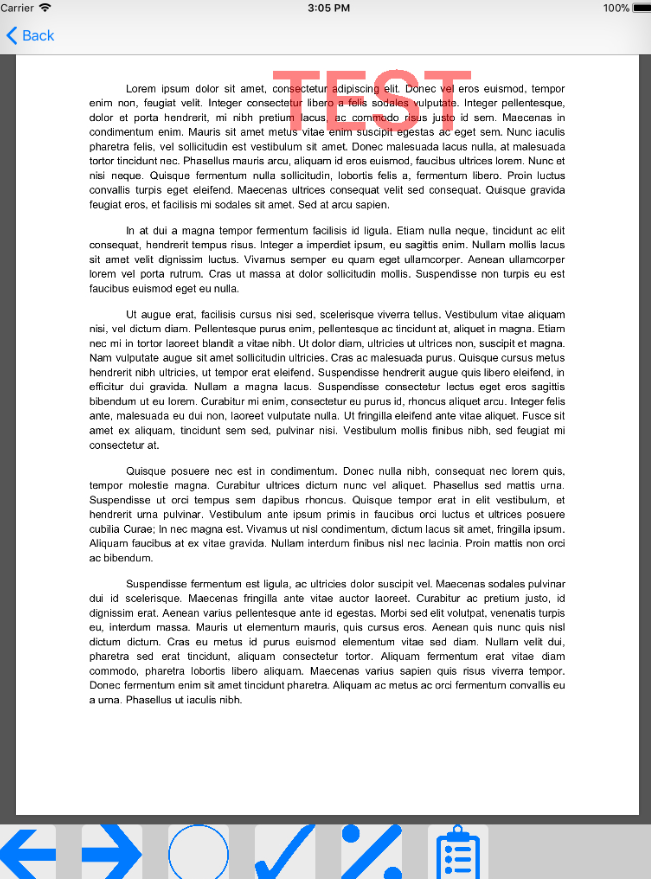 Carrier 3:05 PM 100%
Back
TEST
Lorem ipsum dolor sit amet, consectetur adipiscing elit. Donec vel eros euismod, tempor
enim non, feugiat velit. Integer consectetur libero a felis sodales vulputate. Integer pellentesque,
dolor et porta hendrerit, mi nibh pretium lacus, ac commodo risus justo id sem. Maecenas in
condimentum enim. Mauris sit amet metus vitae enim suscipit egestas ac eget sem. Nunc iaculis
pharetra felis, vel sollicitudin est vestibulum sit amet. Donec malesuada lacus nulla, at malesuada
tortor tincidunt nec. Phasellus mauris arcu, aliquam id eros euismod, faucibus ultrices lorem. Nunc et
nisi neque. Quisque fermentum nulla sollicitudin, lobortis felis a, fermentum libero. Proin luctus
convallis turpis eget eleifend. Maecenas ultrices consequat velit sed consequat. Quisque gravida
feugiat eros, et facilisis mi sodales sit amet. Sed at arcu sapien.
In at dui a magna tempor fermentum facilisis id ligula. Etiam nulla neque, tincidunt ac elit
consequat, hendrerit tempus risus. Integer a imperdiet ipsum, eu sagittis enim. Nullam mollis lacus
sit amet velit dignissim luctus. Vivamus semper eu quam eget ullamcorper. Aenean ullamcorper
lorem vel porta rutrum. Cras ut massa at dolor sollicitudin mollis. Suspendisse non turpis eu est
faucibus euismod eget eu nulla.
Ut augue erat, facilisis cursus nisi sed, scelerisque viverra tellus. Vestibulum vitae aliquam
nisi, vel dictum diam. Pellentesque purus enim, pellentesque ac tincidunt at, aliquet in magna. Etiam
nec mi in tortor laoreet blandit a vitae nibh. Ut dolor diam, ultricies ut ultrices non, suscipit et magna.
Nam vulputate augue sit amet sollicitudin ultricies. Cras ac malesuada purus. Quisque cursus metus
hendrerit nibh ultricies, ut tempor erat eleifend. Suspendisse hendrerit augue quis libero eleifend, in
efficitur dui gravida. Nullam a magna lacus. Suspendisse consectetur lectus eget eros sagittis
bibendum ut eu lorem. Curabitur mi enim, consectetur eu purus id, rhoncus aliquet arcu. Integer felis
ante, malesuada eu dui non, laoreet vulputate nulla. Ut fringilla eleifend ante vitae aliquet. Fusce sit
amet ex aliquam, tincidunt sem sed, pulvinar nisi. Vestibulum mollis finibus nibh, sed feugiat mi
consectetur at.
Quisque posuere nec est in condimentum. Donec nulla nibh, consequat nec lorem quis,
tempor molestie magna. Curabitur ultrices dictum nunc vel aliquet. Phasellus sed mattis urna.
Suspendisse ut orci tempus sem dapibus rhoncus. Quisque tempor erat in elit vestibulum, et
hendrerit urna pulvinar. Vestibulum ante ipsum primis in faucibus orci luctus et ultrices posuere
cubilia Curae; In nec magna est. Vivamus ut nisl condimentum, dictum lacus sit amet, fringilla ipsum.
Aliquam faucibus at ex vitae gravida. Nullam interdum finibus nisl nec lacinia. Proin mattis non orci
ac bibendum.
Suspendisse fermentum est ligula, ac ultricies dolor suscipit vel. Maecenas sodales pulvinar
dui id scelerisque. Maecenas fringilla ante vitae auctor laoreet. Curabitur ac pretium justo, id
dignissim erat. Aenean varius pellentesque ante id egestas. Morbi sed elit volutpat, venenatis turpis
eu, interdum massa. Mauris ut elementum mauris, quis cursus eros. Aenean quis nunc quis nisl
dictum dictum. Cras eu metus id purus euismod elementum vitae sed diam. Nullam velit dui,
pharetra sed erat tincidunt, aliquam consectetur tortor. Aliquam fermentum erat vitae diam
commodo, pharetra lobortis libero aliquam. Maecenas varius sapien quis risus viverra tempor.
Donec fermentum enim sit amet tincidunt pharetra. Aliquam ac metus ac orci fermentum convallis eu
a urna. Phasellus ut iaculis nibh.